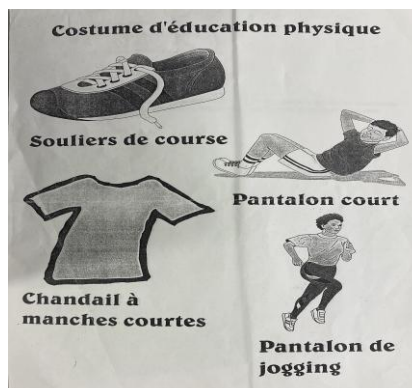 Costume d'éducation physique
Souliers de course
Pantalon court
Chandail à
manches courtes
Pantalon de
jogging